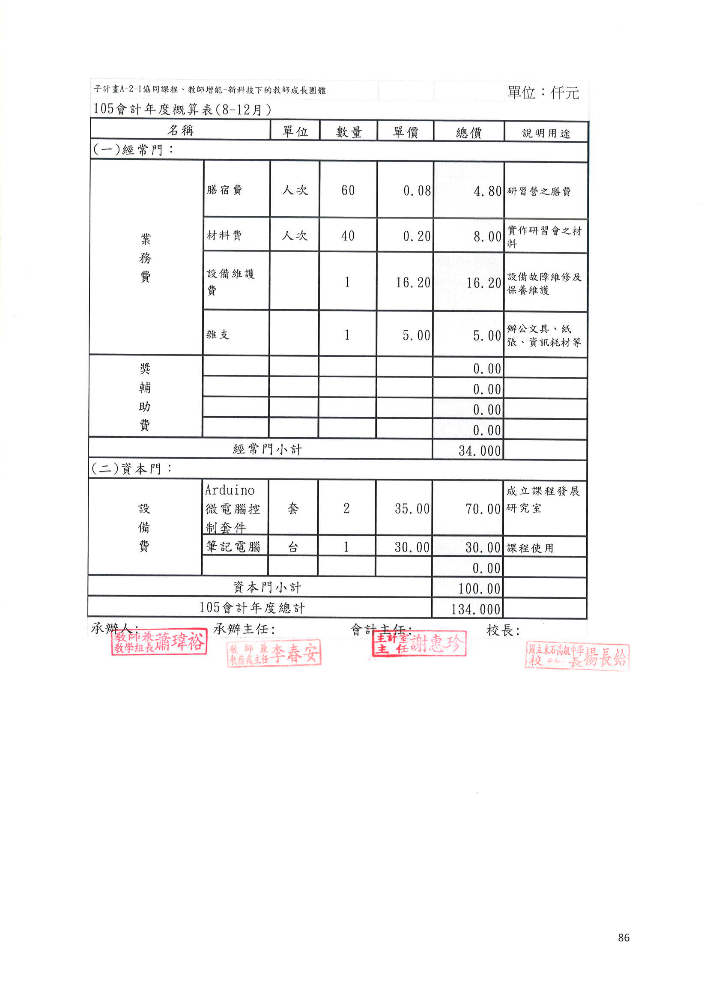 子計畫A-2-1協同課程、教師增能-新科技下的教師成長團體 單位：仟元
105會計年度概算表(8-12月)
名稱 單位 數量 單價 總價 說明用途
(一)經常門：
業務費
膳宿費 人次 60 0.08 4.80 研習營之膳費
材料費 人次 40 0.20 8.00 實作研習會之材料
設備維護費 1 16.20 16.20 設備故障維修及保養維護
雜支 1 5.00 5.00 辦公文具、紙張、資訊耗材等
獎輔助費
0.00
0.00
0.00
0.00
經常門小計 34.000
(二)資本門：
設備費
Arduino微電腦控制套件 套 2 35.00 70.00 成立課程發展研究室
筆記電腦 台 1 30.00 30.00 課程使用
0.00
資本門小計 100.00
105會計年度總計 134.000
承辦人： 承辦主任： 會計主任： 校長：
教師兼教學組長蕭瑋裕
教師兼教務處主任李春安
主計室主任謝惠珍
國立東石高級中學校長楊長鈶
86